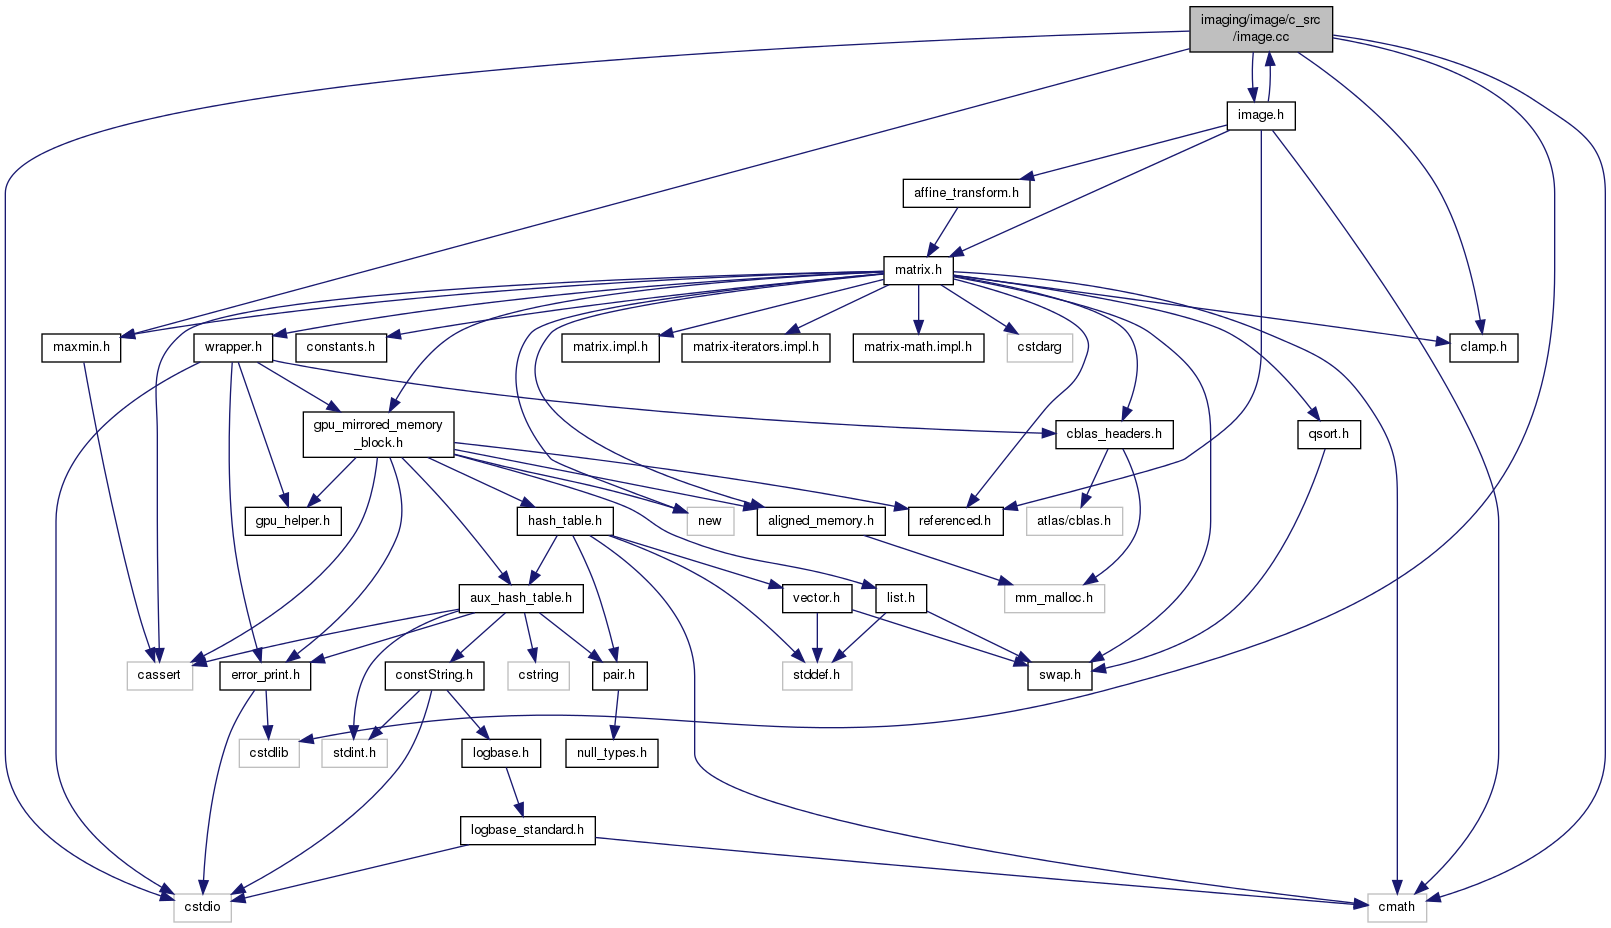 imaging/image/c_src
/image.cc
image.h
affine_transform.h
matrix.h
maxmin.h
wrapper.h
constants.h
matrix.impl.h
matrix-iterators.impl.h
matrix-math.impl.h
cstdarg
clamp.h
gpu_mirrored_memory
_block.h
cblas_headers.h
qsort.h
gpu_helper.h
hash_table.h
new
aligned_memory.h
referenced.h
atlas/cblas.h
aux_hash_table.h
vector.h
list.h
mm_malloc.h
cassert
error_print.h
constString.h
cstring
pair.h
stddef.h
swap.h
cstdlib
stdint.h
logbase.h
null_types.h
logbase_standard.h
cstdio
cmath